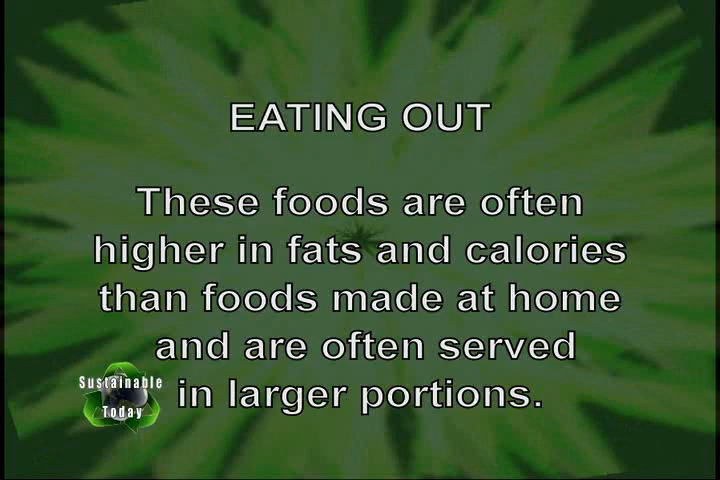 EATING OUT
These foods are often
higher in fats and calories
than foods made at home
and are often served
in larger portions.
Sustainable
Today